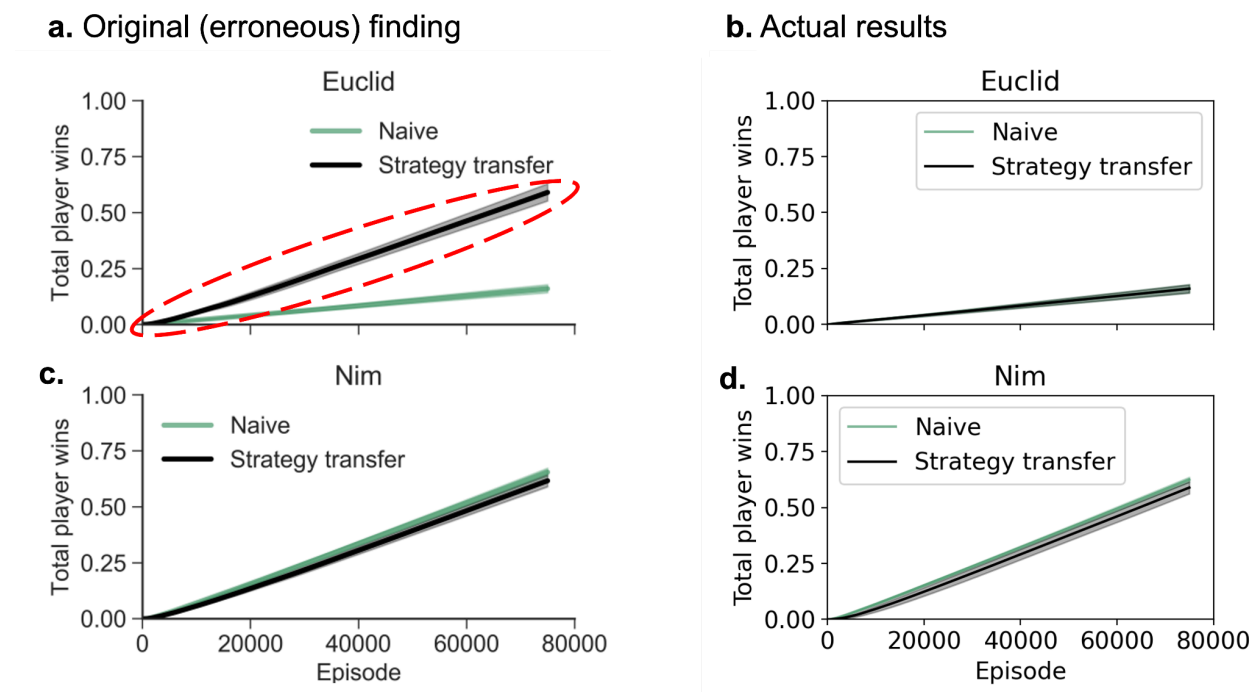 a. Original (erroneous) finding
Euclid
1.00
0.75
0.50
0.25
0.00
Total player wins
Naive
Strategy transfer
b. Actual results
Euclid
1.00
0.75
0.50
0.25
0.00
Total player wins
Naive
Strategy transfer
c.
Nim
1.00
0.75
0.50
0.25
0.00
Total player wins
Naive
Strategy transfer
0 20000 40000 60000 80000
Episode
d.
Nim
1.00
0.75
0.50
0.25
0.00
Total player wins
Naive
Strategy transfer
0 20000 40000 60000 80000
Episode